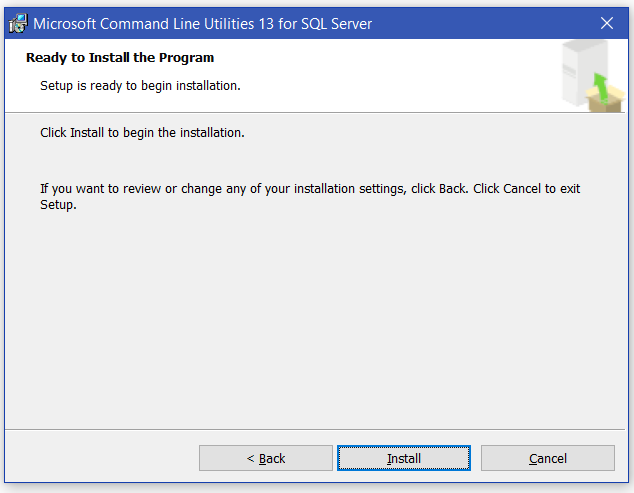 Microsoft Command Line Utilities 13 for SQL Server
Ready to Install the Program
Setup is ready to begin installation.
Click Install to begin the installation.
If you want to review or change any of your installation settings, click Back. Click Cancel to exit
Setup.
< Back
Install
Cancel